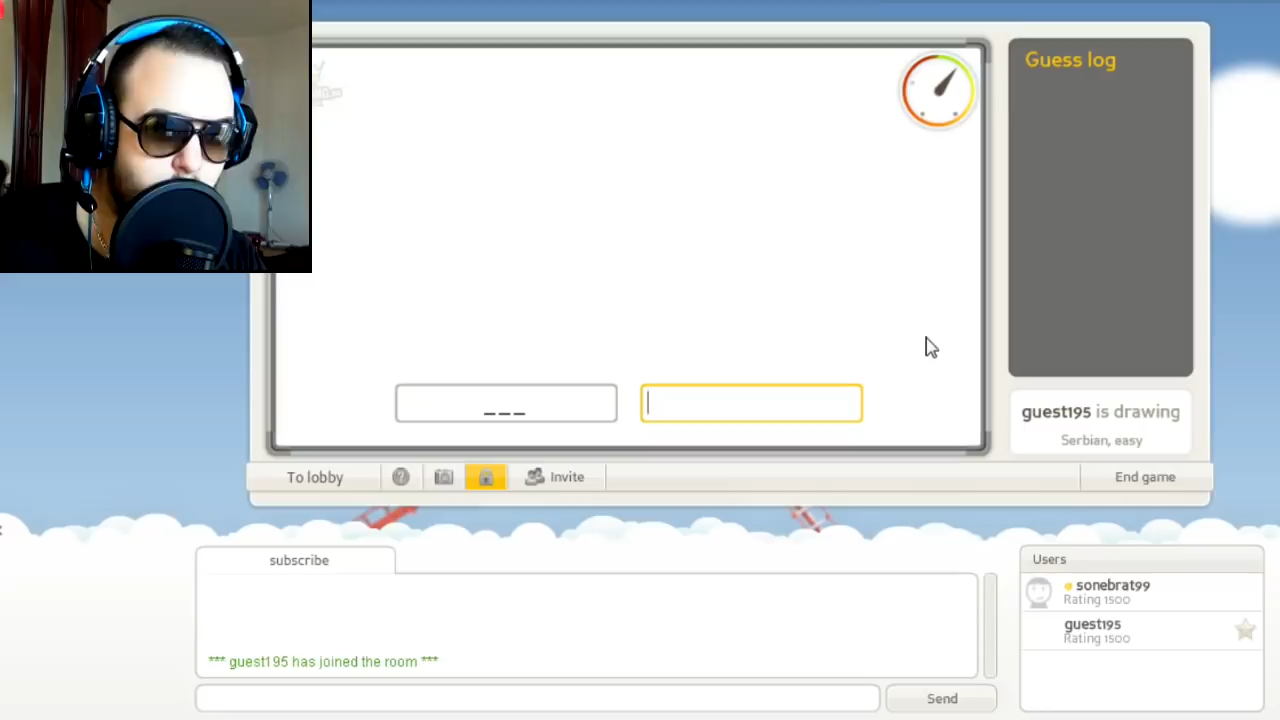 Guess log
_ _ _
guest195 is drawing
Serbian, easy
To lobby
Invite
End game
subscribe
*** guest195 has joined the room ***
Send
Users
sonebrat99
Rating 1500
guest195
Rating 1500